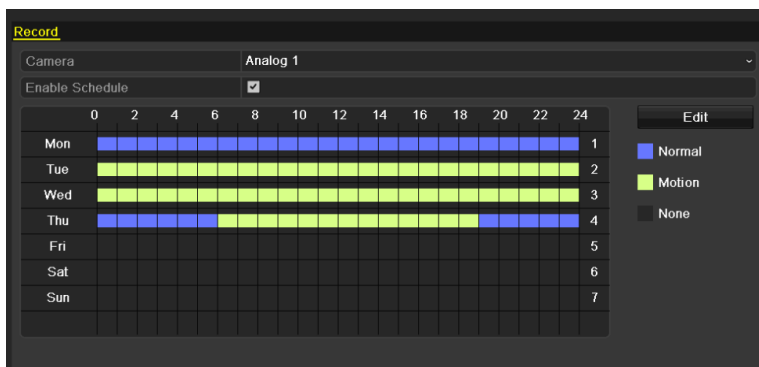 Record
Camera Analog 1
Enable Schedule
0 2 4 6 8 10 12 14 16 18 20 22 24
Edit
Mon 1
Normal
Tue 2
Motion
Wed 3
None
Thu 4
Fri 5
Sat 6
Sun 7